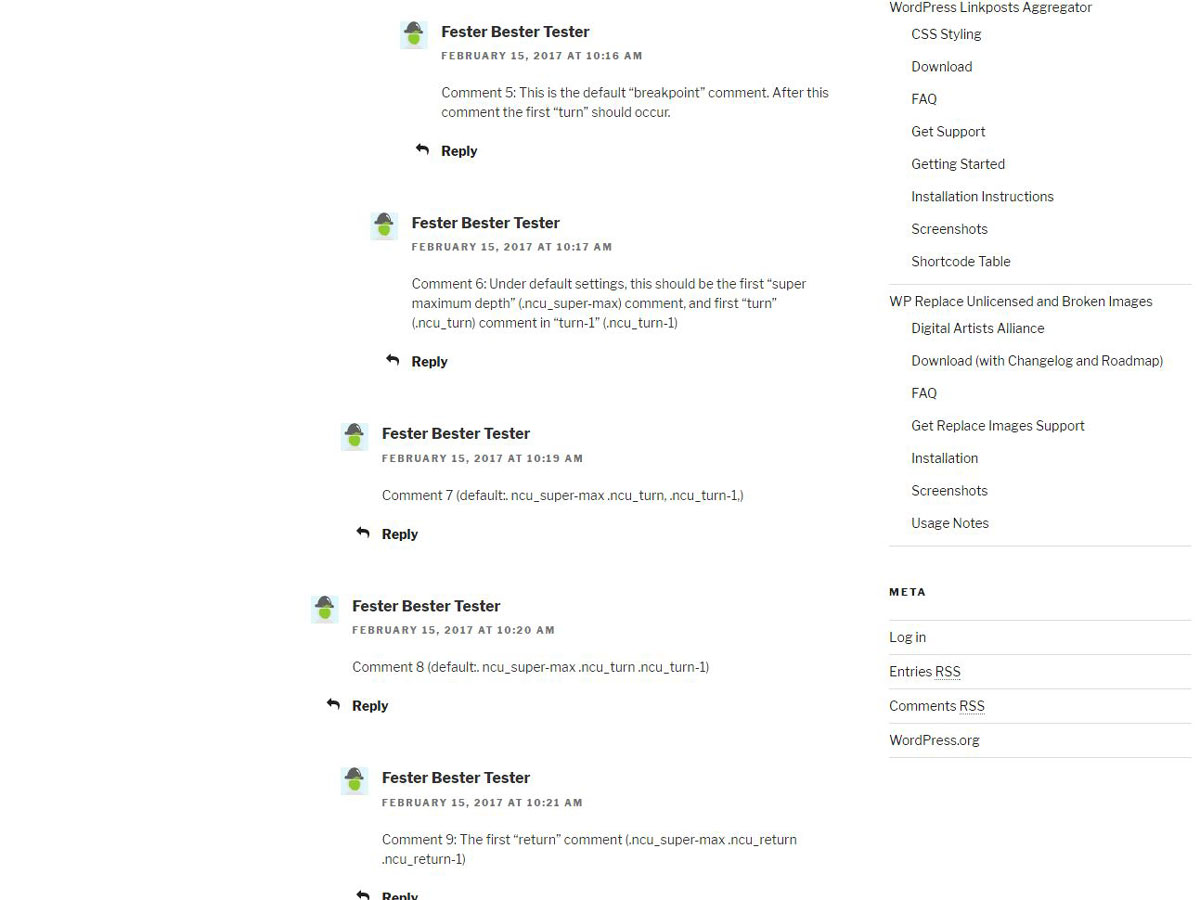 Fester Bester Tester
FEBRUARY 15, 2017 AT 10:16 AM
Comment 5: This is the default “breakpoint” comment. After this
comment the first “turn” should occur.
Reply
Fester Bester Tester
FEBRUARY 15, 2017 AT 10:17 AM
Comment 6: Under default settings, this should be the first “super
maximum depth” (.ncu_super-max) comment, and first “turn”
(.ncu_turn) comment in “turn-1” (.ncu_turn-1)
Reply
Fester Bester Tester
FEBRUARY 15, 2017 AT 10:19 AM
Comment 7 (default:. ncu_super-max .ncu_turn, .ncu_turn-1,)
Reply
Fester Bester Tester
FEBRUARY 15, 2017 AT 10:20 AM
Comment 8 (default:. ncu_super-max .ncu_turn .ncu_turn-1)
Reply
Fester Bester Tester
FEBRUARY 15, 2017 AT 10:21 AM
Comment 9: The first “return” comment (.ncu_super-max .ncu_return
.ncu_return-1)
Reply
WordPress Linkposts Aggregator
CSS Styling
Download
FAQ
Get Support
Getting Started
Installation Instructions
Screenshots
Shortcode Table
WP Replace Unlicensed and Broken Images
Digital Artists Alliance
Download (with Changelog and Roadmap)
FAQ
Get Replace Images Support
Installation
Screenshots
Usage Notes
META
Log in
Entries RSS
Comments RSS
WordPress.org